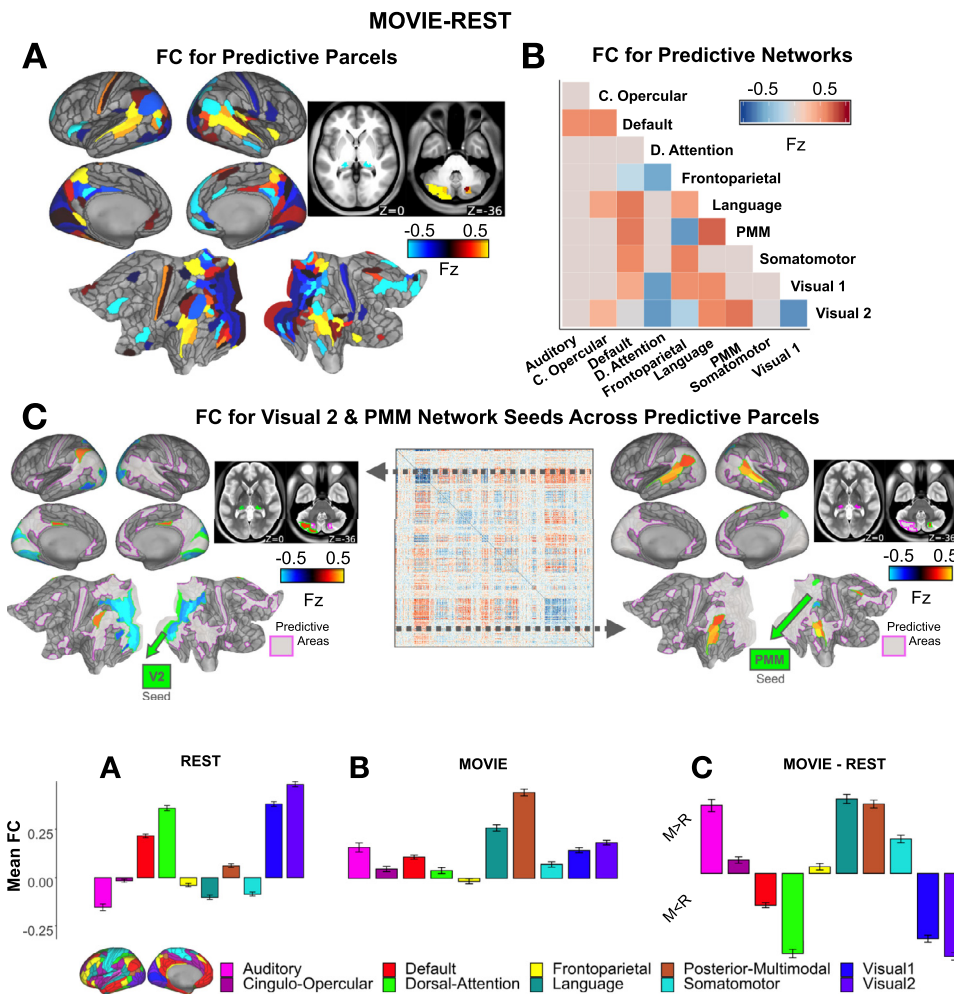 MOVIE-REST
A FC for Predictive Parcels
Z=0 Z=-36
-0.5 0.5
Fz
B FC for Predictive Networks
-0.5 0.5
Fz
C. Opercular
Default
D. Attention
Frontoparietal
Language
PMM
Somatomotor
Visual 1
Visual 2
Auditory
C. Opercular
Default
D. Attention
Frontoparietal
Language
PMM
Somatomotor
Visual 1
C FC for Visual 2 & PMM Network Seeds Across Predictive Parcels
Z=0 Z=-36
-0.5 0.5
Fz
Predictive
Areas
V2
Seed
Z=0 Z=-36
-0.5 0.5
Fz
Predictive
Areas
PMM
Seed
A REST
B MOVIE
C MOVIE - REST
Mean FC
0.25
0.00
-0.25
M>R
M<R
Auditory Default Frontoparietal Posterior-Multimodal Visual1
Cingulo-Opercular Dorsal-Attention Language Somatomotor Visual2